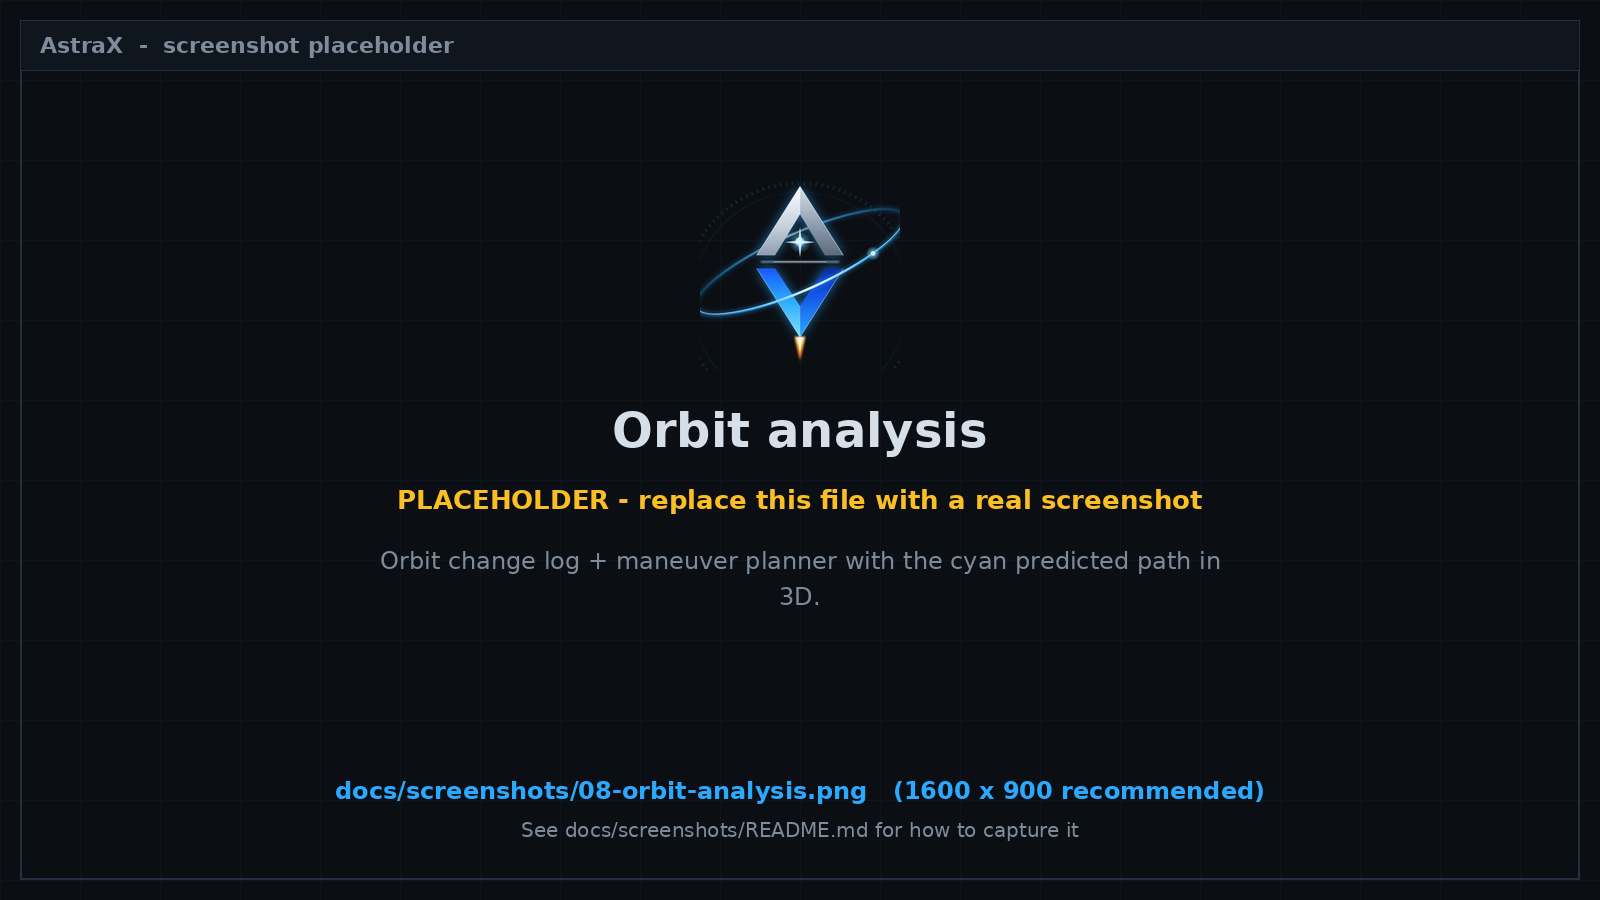 AstraX - screenshot placeholder
Orbit analysis
PLACEHOLDER - replace this file with a real screenshot
Orbit change log + maneuver planner with the cyan predicted path in
3D.
docs/screenshots/08-orbit-analysis.png (1600 x 900 recommended)
See docs/screenshots/README.md for how to capture it